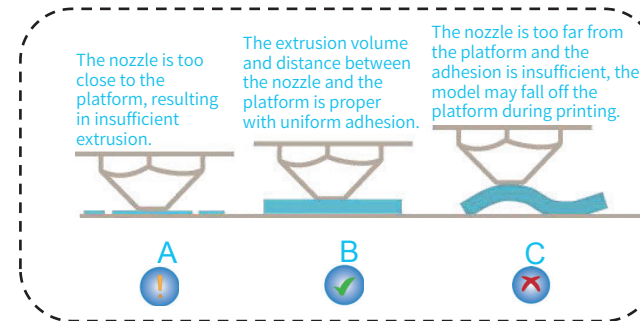 The nozzle is too
close to the
platform, resulting
in insufficient
extrusion.
The extrusion volume
and distance between
the nozzle and the
platform is proper
with uniform adhesion.
The nozzle is too far from
the platform and the
adhesion is insufficient, the
model may fall off the
platform during printing.
A
B
C